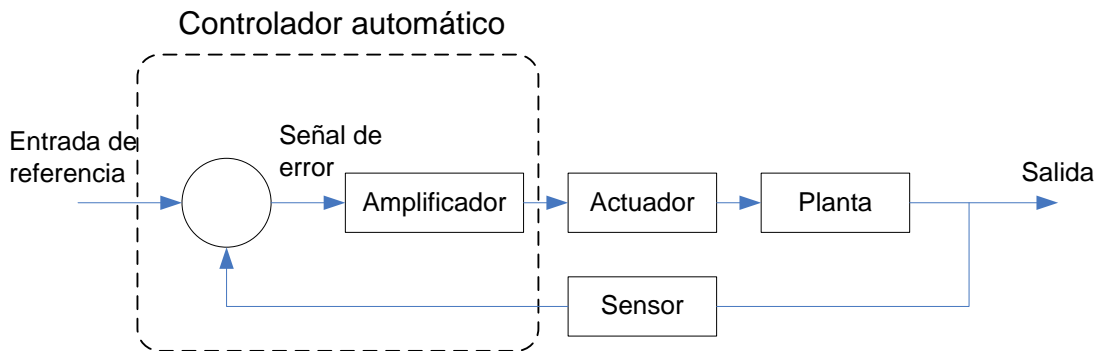 Controlador automático
Entrada de
referencia
Señal de
error
Amplificador
Actuador
Planta
Salida
Sensor